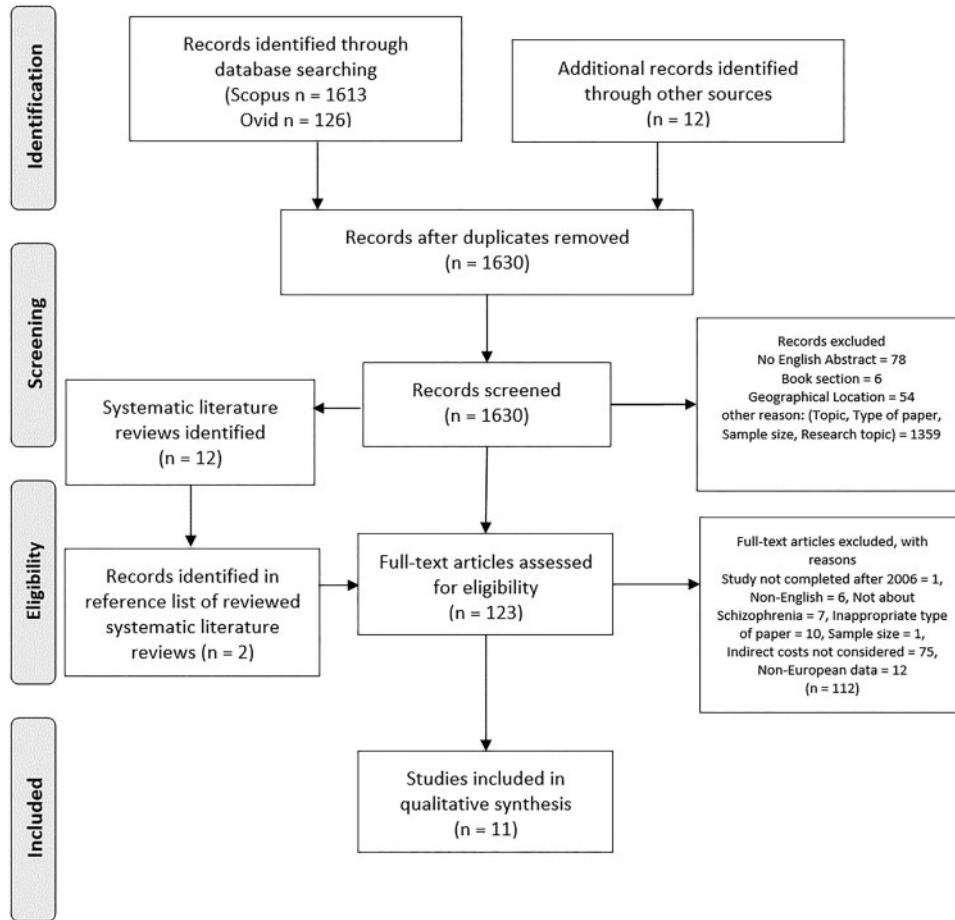 Identification
Records identified through
database searching
(Scopus n = 1613
Ovid n = 126)
Additional records identified
through other sources
(n = 12)
Records after duplicates removed
(n = 1630)
Screening
Records screened
(n = 1630)
Records excluded
No English Abstract = 78
Book section = 6
Geographical Location = 54
other reason: (Topic, Type of paper,
Sample size, Research topic) = 1359
Systematic literature
reviews identified
(n = 12)
Eligibility
Records identified in
reference list of reviewed
systematic literature
reviews (n = 2)
Full-text articles assessed
for eligibility
(n = 123)
Full-text articles excluded, with
reasons
Study not completed after 2006 = 1,
Non-English = 6, Not about
Schizophrenia = 7, Inappropriate type
of paper = 10, Sample size = 1,
Indirect costs not considered = 75,
Non-European data = 12
(n = 112)
Included
Studies included in
qualitative synthesis
(n = 11)